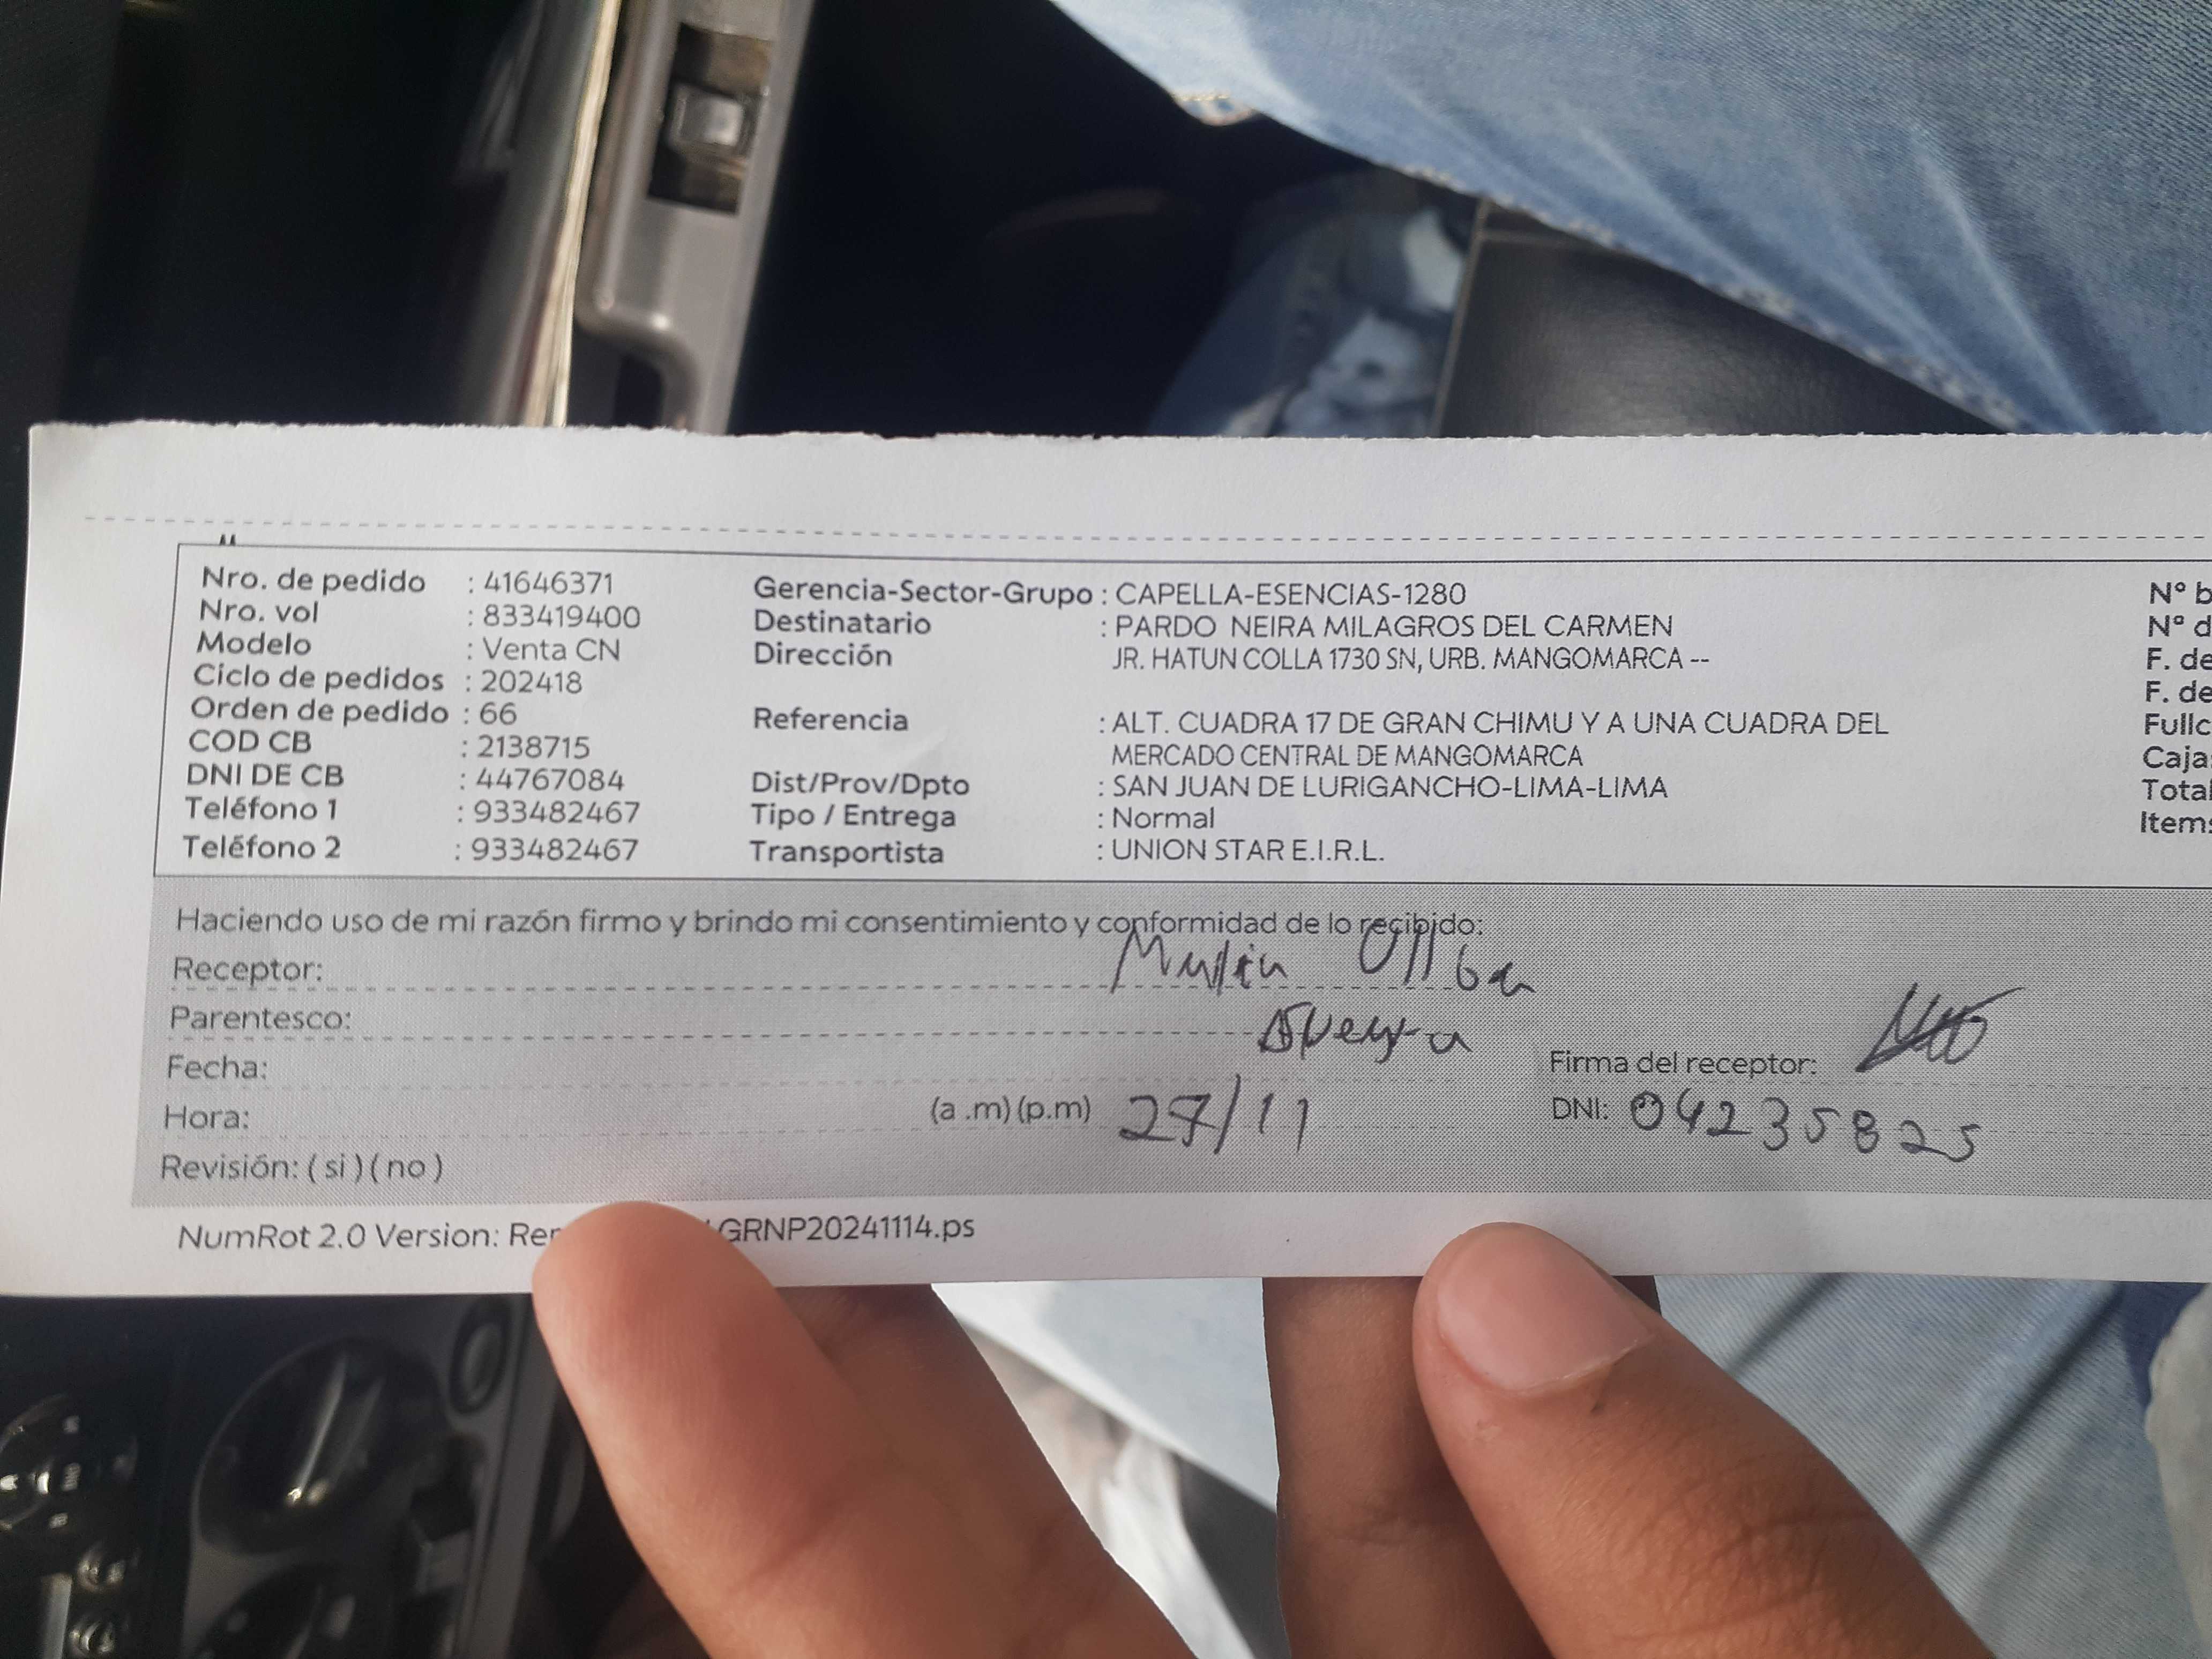 Nro. de pedido : 41646371
Nro. vol : 833419400
Modelo : Venta CN
Ciclo de pedidos : 202418
Orden de pedido : 66
COD CB : 2138715
DNI DE CB : 44767084
Teléfono 1 : 933482467
Teléfono 2 : 933482467
Gerencia-Sector-Grupo : CAPELLA-ESENCIAS-1280
Destinatario : PARDO NEIRA MILAGROS DEL CARMEN
Dirección JR. HATUN COLLA 1730 SN, URB. MANGOMARCA --
Referencia : ALT. CUADRA 17 DE GRAN CHIMU Y A UNA CUADRA DEL
MERCADO CENTRAL DE MANGOMARCA
Dist/Prov/Dpto : SAN JUAN DE LURIGANCHO-LIMA-LIMA
Tipo / Entrega : Normal
Transportista : UNION STAR E.I.R.L.
Nº
Nº
F. de
F. de
Total
Haciendo uso de mi razón firmo y brindo mi consentimiento y conformidad de lo recibido:
Receptor:
Parentesco:
Fecha:
Firma del receptor:
Hora: (a .m) (p.m) 27/11
DNI: 04235825
Revisión: ( si ) ( no )
NumRot 2.0 Version: GRNP20241114.ps